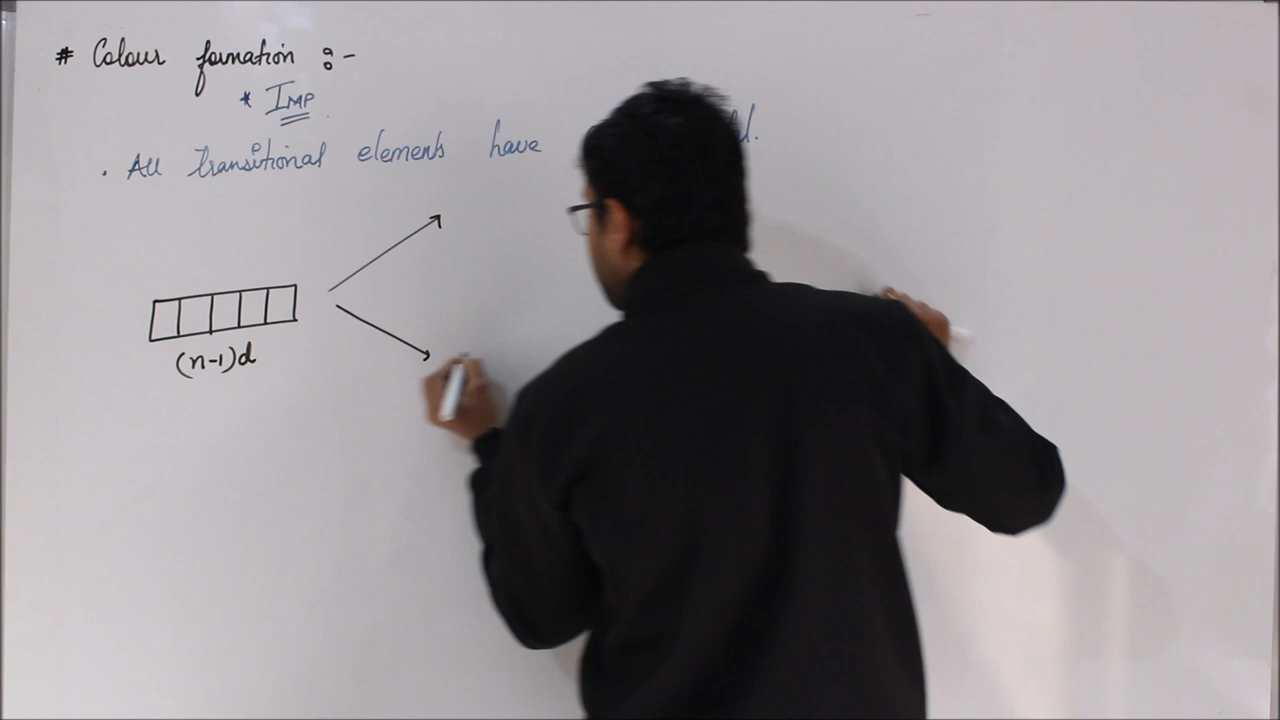 # Colour formation :-
* IMP
. All transitional elements have
(n-1)d